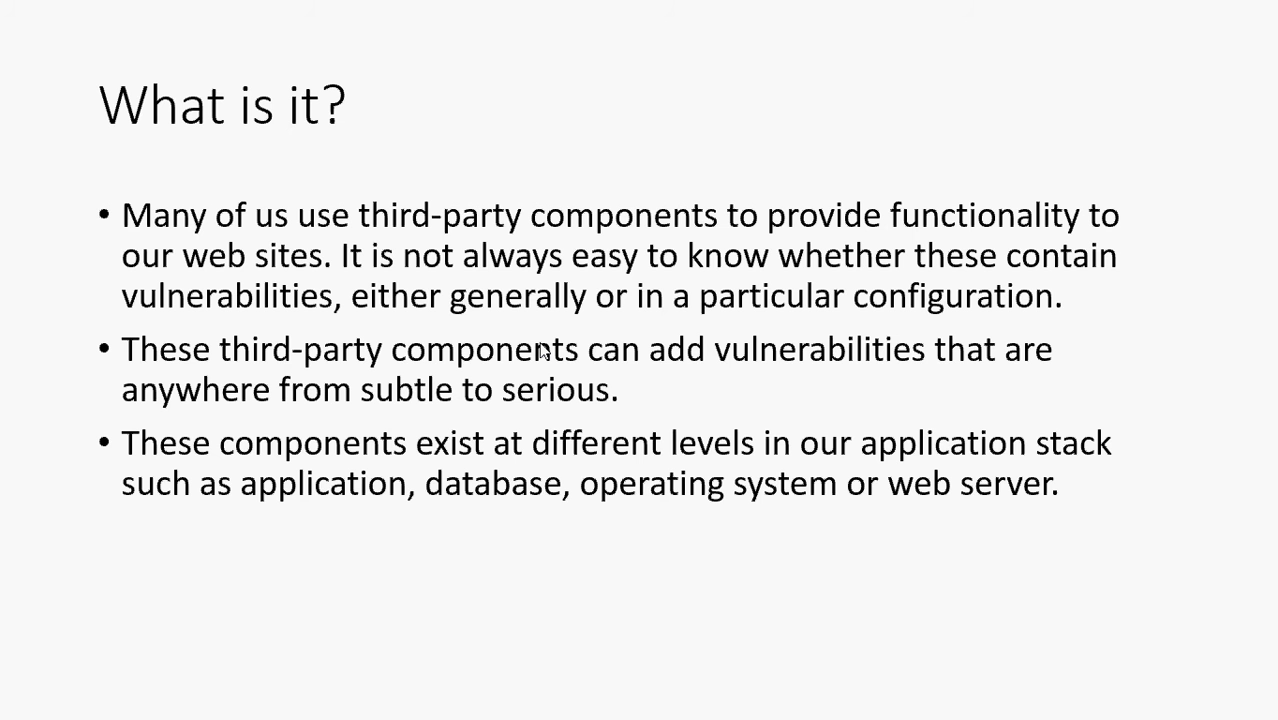 What is it?
• Many of us use third-party components to provide functionality to
our web sites. It is not always easy to know whether these contain
vulnerabilities, either generally or in a particular configuration.
• These third-party components can add vulnerabilities that are
anywhere from subtle to serious.
• These components exist at different levels in our application stack
such as application, database, operating system or web server.